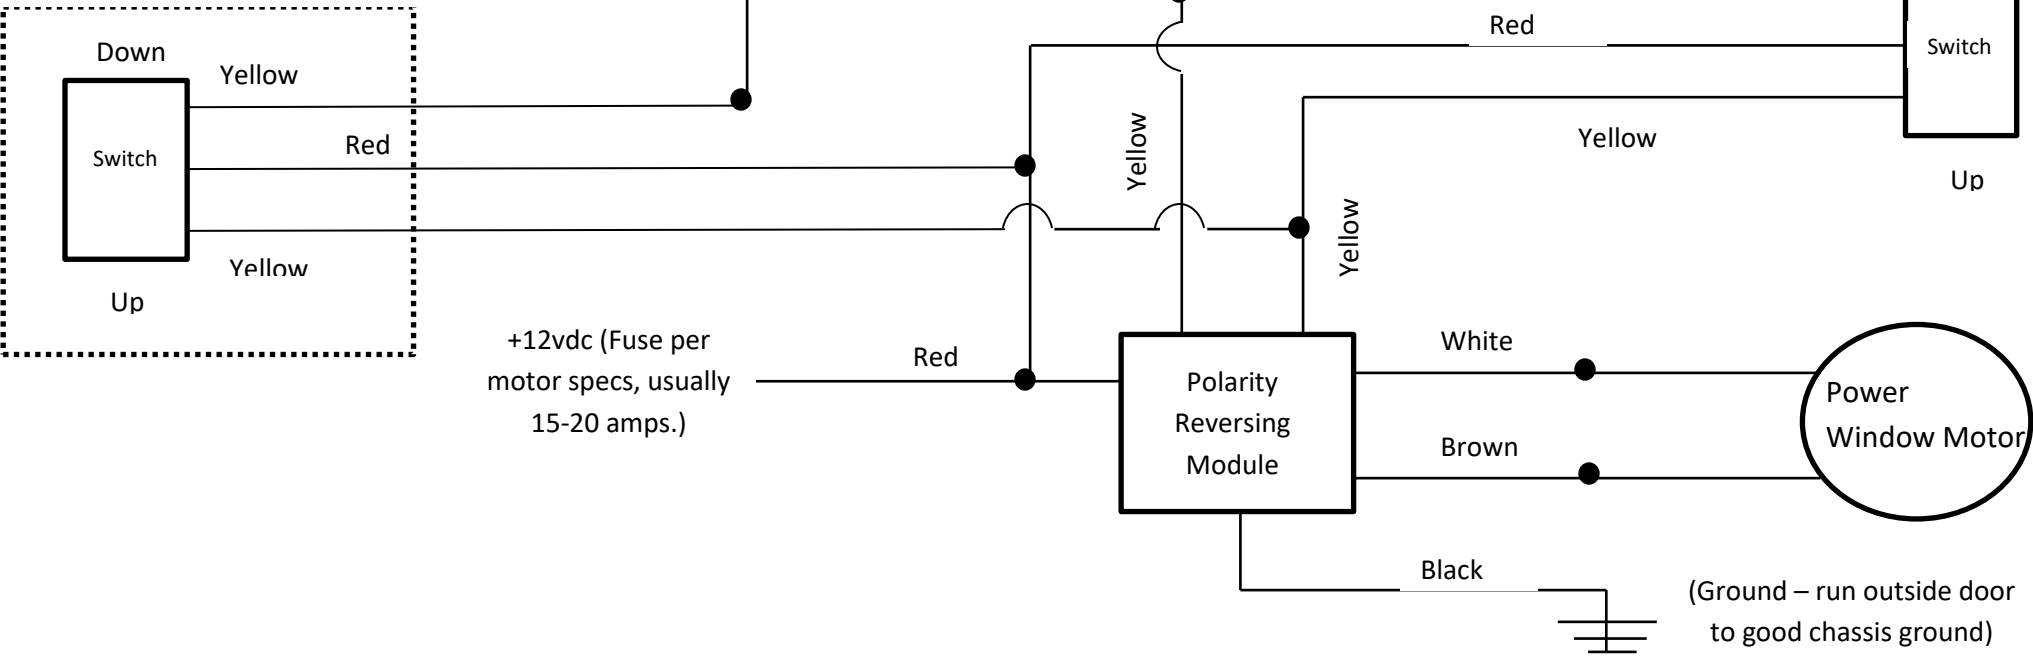 Red
Down
Switch
Yellow
Yellow
Yellow
Red
Switch
Up
Yellow
Yellow
Up
+12vdc (Fuse per
motor specs, usually
15-20 amps.)
Red
White
Polarity
Reversing
Module
Power
Window Motor
Brown
Black
(Ground – run outside door
to good chassis ground)